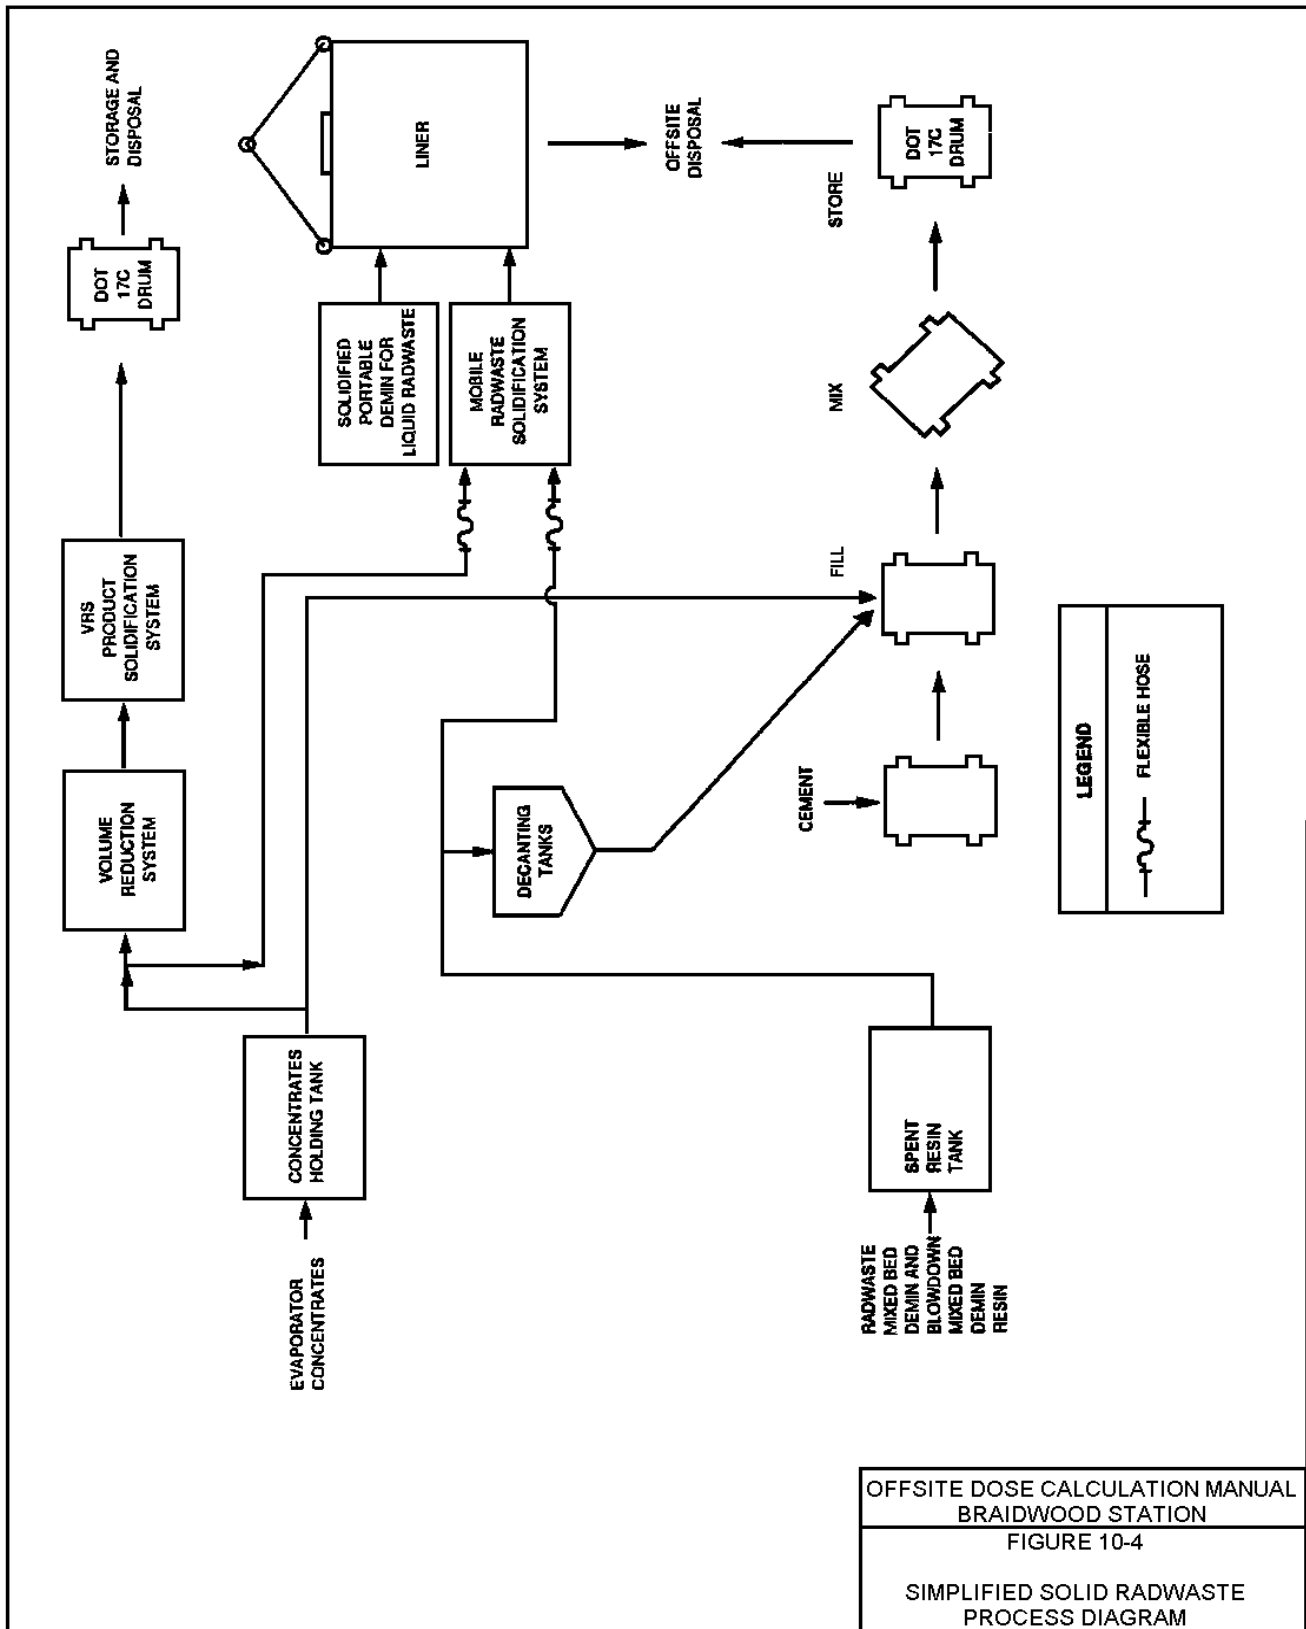 EVAPORATOR
CONCENTRATES
CONCENTRATES
HOLDING TANK
VOLUME
REDUCTION
SYSTEM
VRS
PRODUCT
SOLIDIFICATION
SYSTEM
DOT
17C
DRUM
STORAGE AND
DISPOSAL
SOLIDIFIED
PORTABLE
DEMIN FOR
LIQUID RADWASTE
MOBILE
RADWASTE
SOLIDIFICATION
SYSTEM
LINER
OFFSITE
DISPOSAL
RADWASTE
MIXED BED
DEMIN AND
BLOWDOWN
MIXED BED
DEMIN
RESIN
SPENT
RESIN
TANK
DECANTING
TANKS
CEMENT
FILL
MIX
STORE
DOT
17C
DRUM
LEGEND
FLEXIBLE HOSE
OFFSITE DOSE CALCULATION MANUAL
BRAIDWOOD STATION
FIGURE 10-4
SIMPLIFIED SOLID RADWASTE
PROCESS DIAGRAM